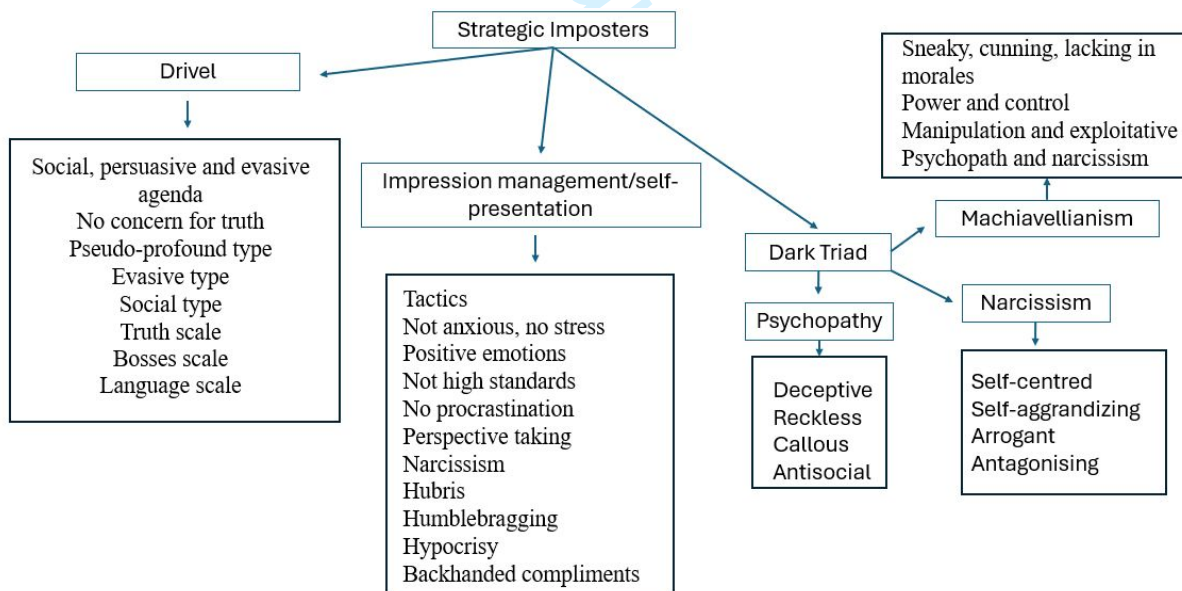 Strategic Imposters
Drivel
Social, persuasive and evasive
agenda
No concern for truth
Pseudo-profound type
Evasive type
Social type
Truth scale
Bosses scale
Language scale
Impression management/self-
presentation
Tactics
Not anxious, no stress
Positive emotions
Not high standards
No procrastination
Perspective taking
Narcissism
Hubris
Humblebragging
Hypocrisy
Backhanded compliments
Dark Triad
Psychopathy
Deceptive
Reckless
Callous
Antisocial
Sneaky, cunning, lacking in
morales
Power and control
Manipulation and exploitative
Psychopath and narcissism
Machiavellianism
Narcissism
Self-centred
Self-aggrandizing
Arrogant
Antagonising